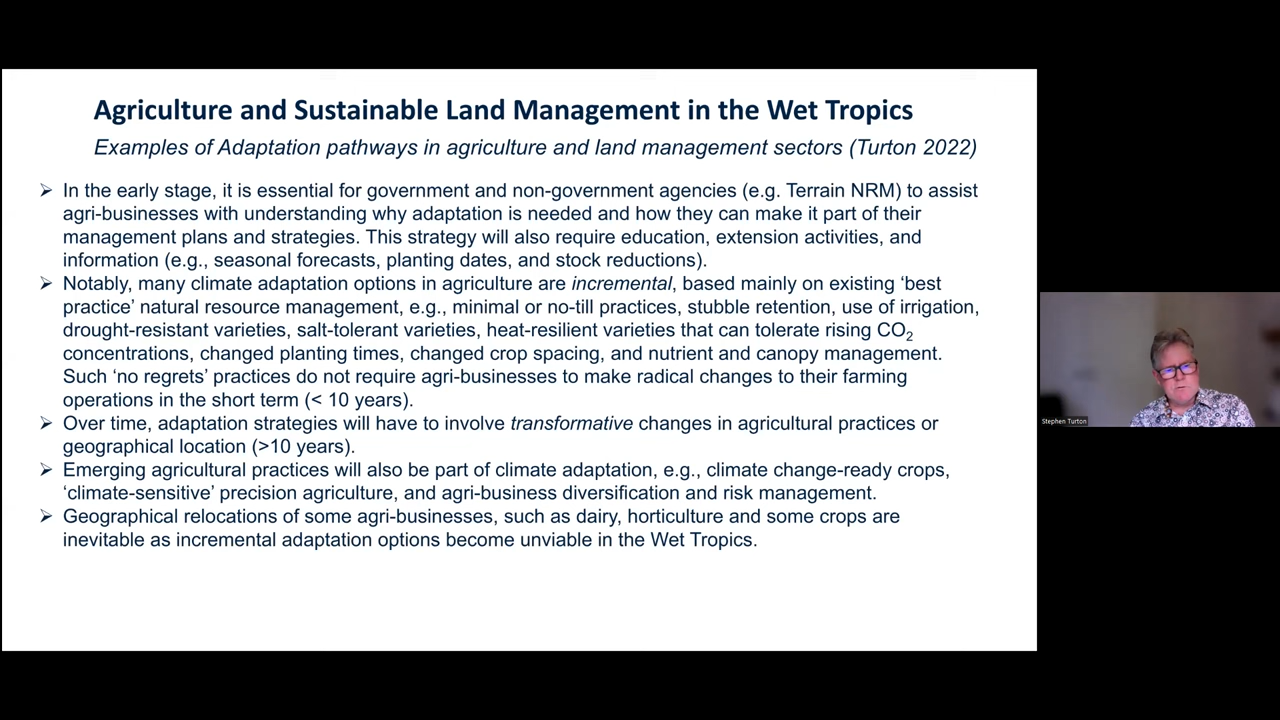 Agriculture and Sustainable Land Management in the Wet Tropics
Examples of Adaptation pathways in agriculture and land management sectors (Turton 2022)
➢ In the early stage, it is essential for government and non-government agencies (e.g. Terrain NRM) to assist
agri-businesses with understanding why adaptation is needed and how they can make it part of their
management plans and strategies. This strategy will also require education, extension activities, and
information (e.g., seasonal forecasts, planting dates, and stock reductions).
➢ Notably, many climate adaptation options in agriculture are incremental, based mainly on existing ‘best
practice’ natural resource management, e.g., minimal or no-till practices, stubble retention, use of irrigation,
drought-resistant varieties, salt-tolerant varieties, heat-resilient varieties that can tolerate rising CO₂
concentrations, changed planting times, changed crop spacing, and nutrient and canopy management.
Such ‘no regrets’ practices do not require agri-businesses to make radical changes to their farming
operations in the short term (< 10 years).
➢ Over time, adaptation strategies will have to involve transformative changes in agricultural practices or
geographical location (>10 years).
➢ Emerging agricultural practices will also be part of climate adaptation, e.g., climate change-ready crops,
‘climate-sensitive’ precision agriculture, and agri-business diversification and risk management.
➢ Geographical relocations of some agri-businesses, such as dairy, horticulture and some crops are
inevitable as incremental adaptation options become unviable in the Wet Tropics.
Stephen Turton